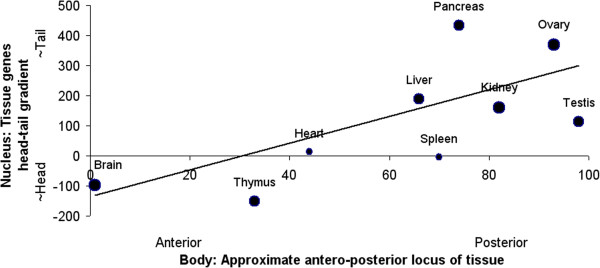 Nucleus: Tissue genes
head-tail gradient
~Tail
~Head
500
400
300
200
100
0
-100
-200
Pancreas
Ovary
Liver
Kidney
Testis
Heart
Spleen
Brain
Thymus
0 20 40 60 80 100
Anterior Posterior
Body: Approximate antero-posterior locus of tissue